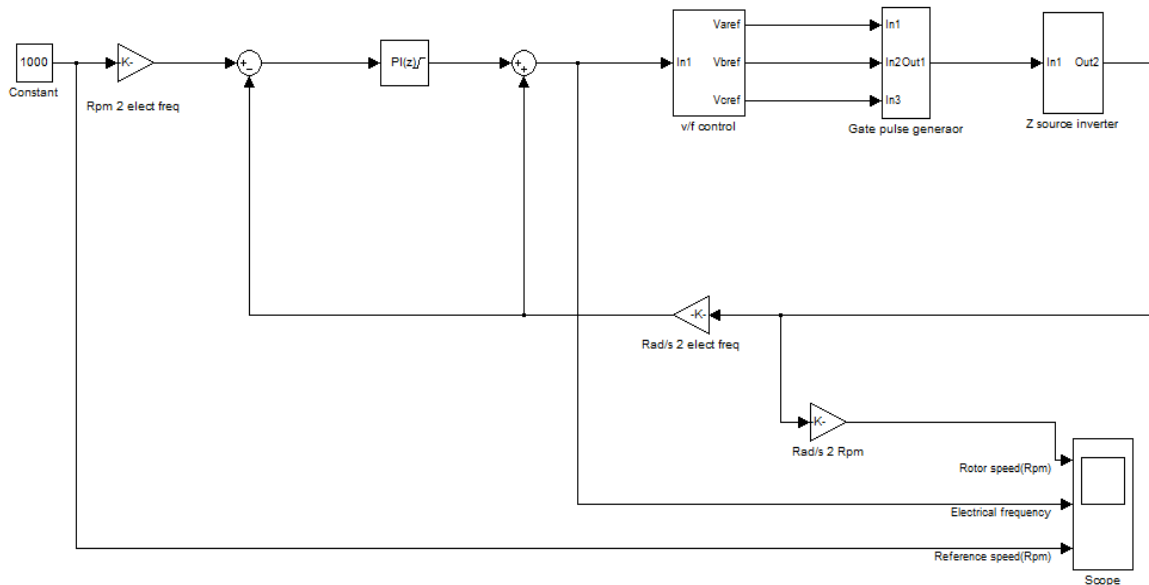 1000
Constant
-K-
Rpm 2 elect freq
PI(z)
In1
Varef
Vbref
Vcref
v/f control
In1
In2
In3
Out1
Gate pulse generaor
In1
Out2
Z source inverter
-K-
Rad/s 2 elect freq
-K-
Rad/s 2 Rpm
Rotor speed(Rpm)
Electrical frequency
Reference speed(Rpm)
Scope